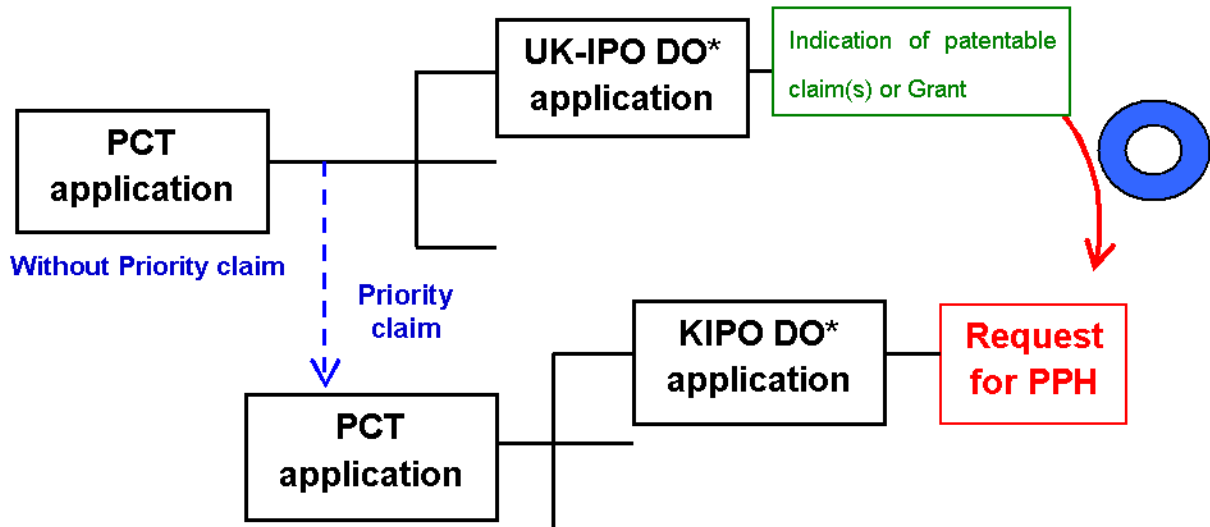 UK-IPO DO*
application
Indication of patentable
claim(s) or Grant
PCT
application
Without Priority claim
Priority
claim
KIPO DO*
application
Request
for PPH
PCT
application